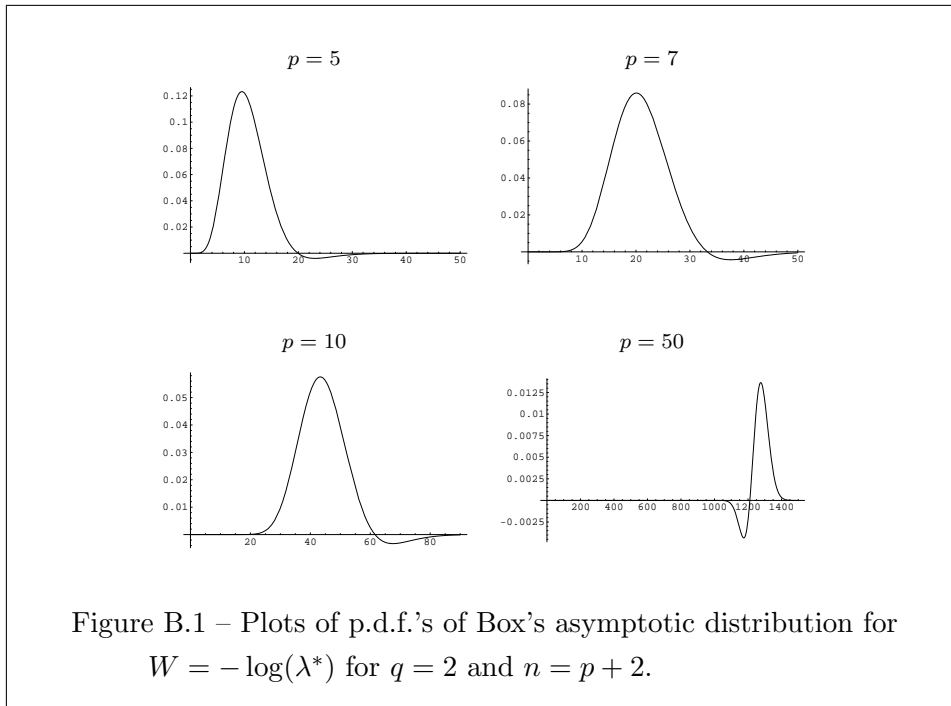 p = 5
0.12
0.1
0.08
0.06
0.04
0.02
10 20 30 40 50
p = 7
0.08
0.06
0.04
0.02
10 20 30 40 50
p = 10
0.05
0.04
0.03
0.02
0.01
20 40 60 80
p = 50
0.0125
0.01
0.0075
0.005
0.0025
-0.0025
200 400 600 800 1000 1200 1400
Figure B.1 – Plots of p.d.f.'s of Box's asymptotic distribution for
W = − log(λ*) for q = 2 and n = p + 2.